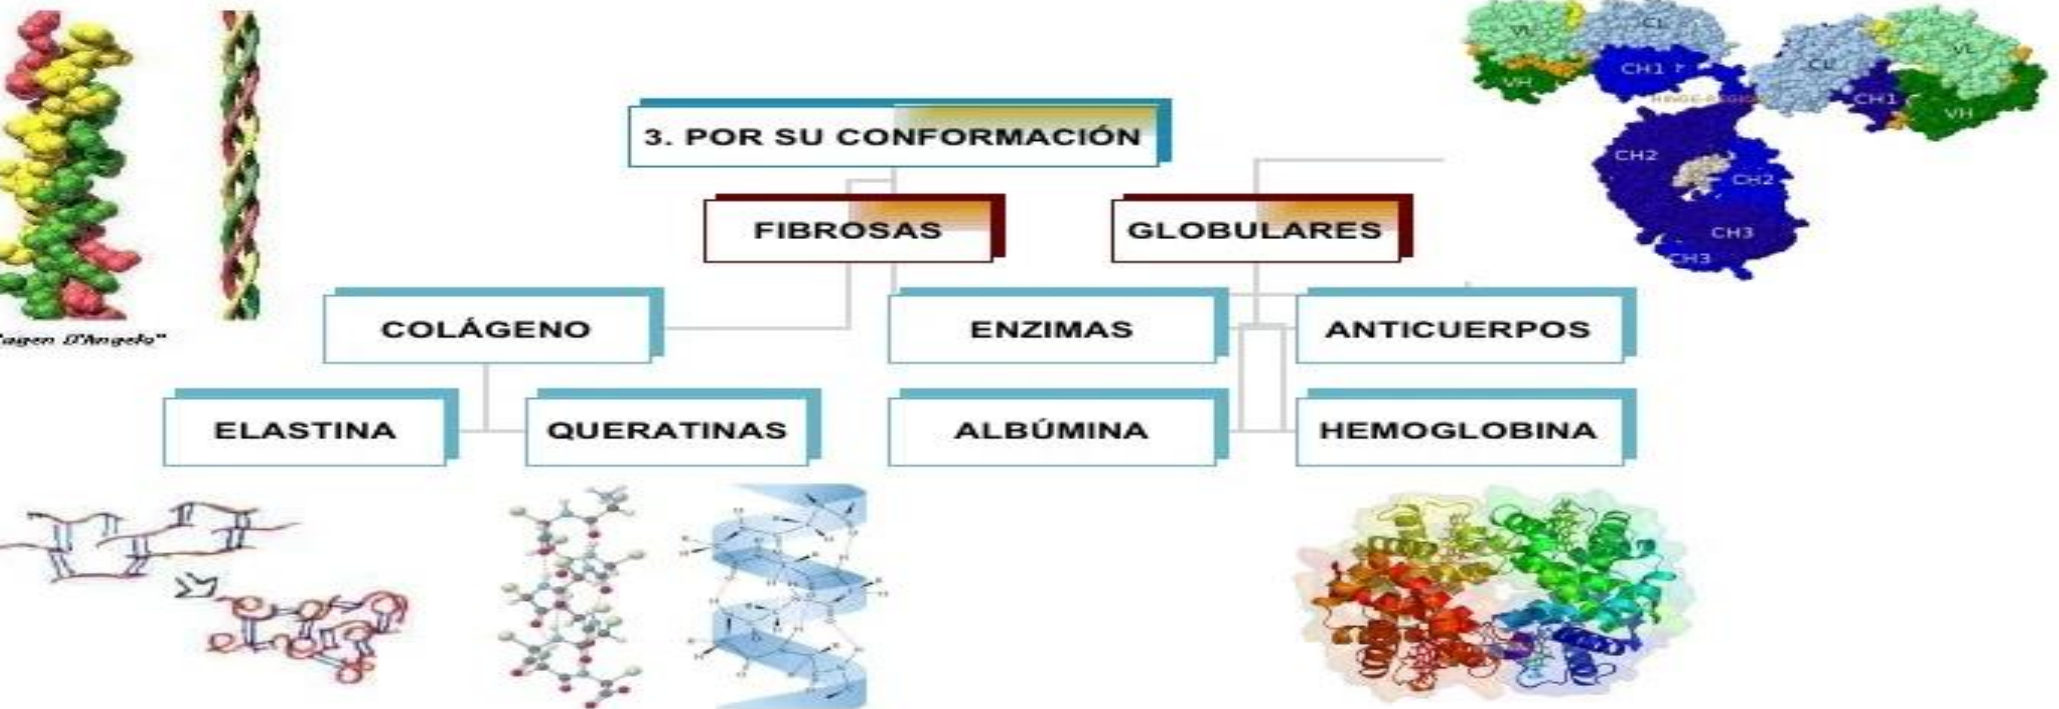 3. POR SU CONFORMACIÓN
FIBROSAS
GLOBULARES
COLÁGENO
ENZIMAS
ANTICUERPOS
ELASTINA
QUERATINAS
ALBÚMINA
HEMOGLOBINA
D'Angelo"
VL
CL
CH1
VH
CL
VL
CH1
VH
CH2
CH2
CH3
CH3